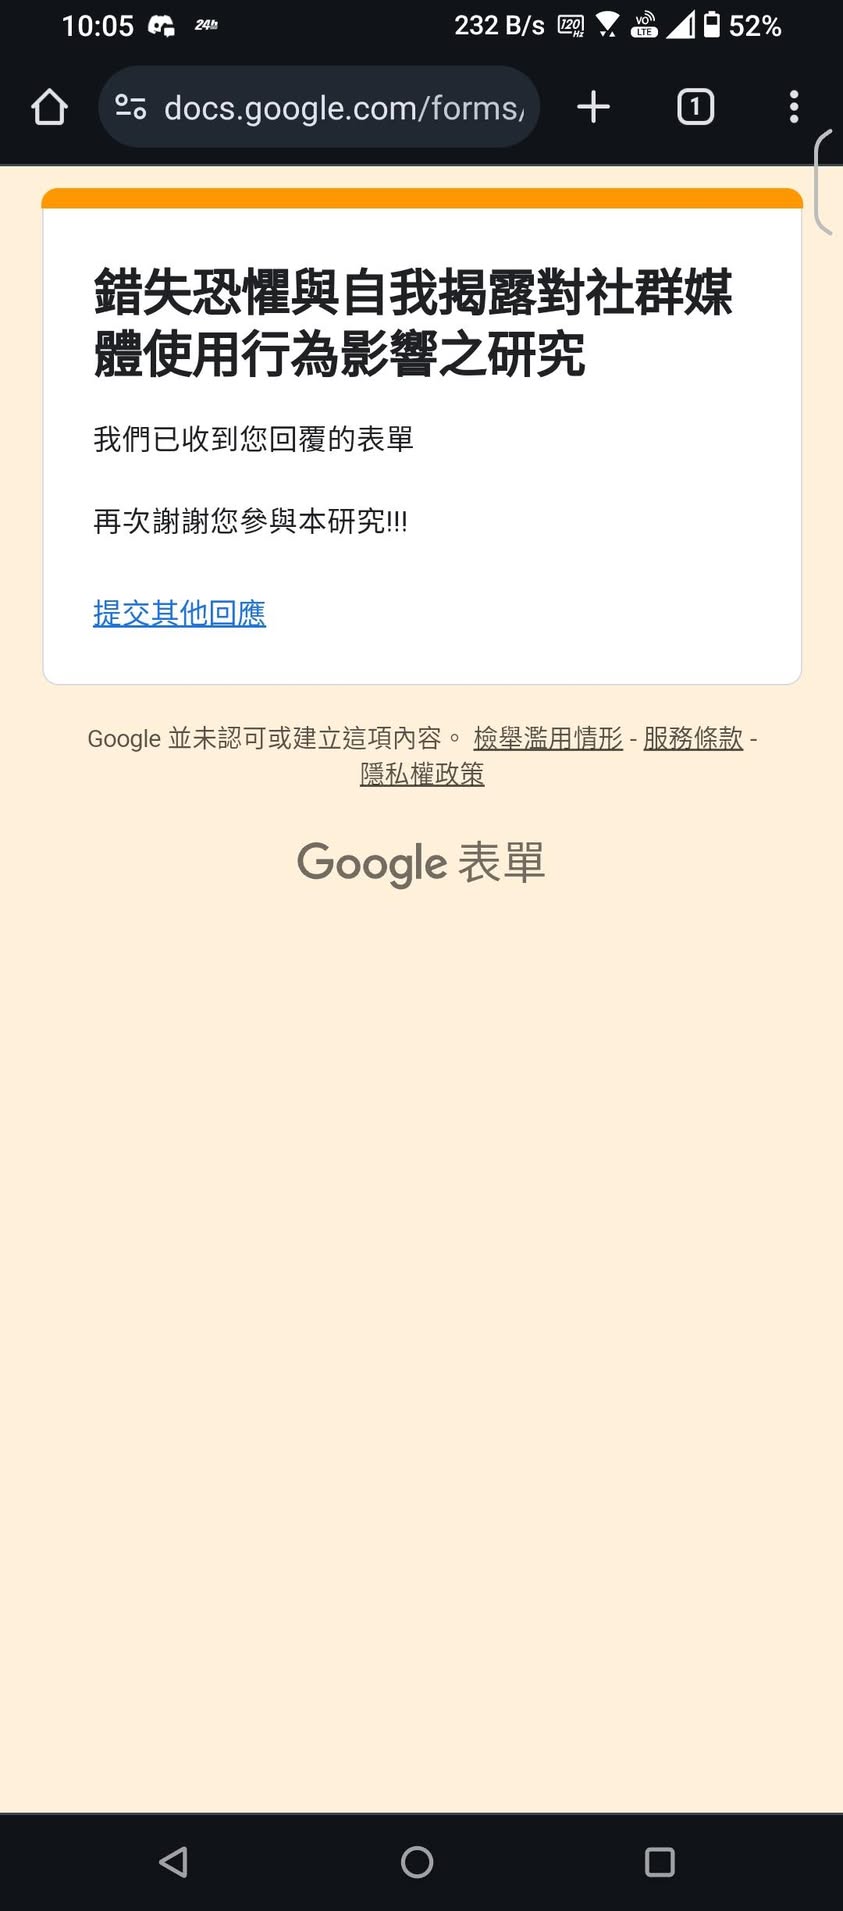 10:05 24h 232 B/s 120 Hz VO LTE 52%
docs.google.com/forms/ 1
錯失恐懼與自我揭露對社群媒
體使用行為影響之研究
我們已收到您回覆的表單
再次謝謝您參與本研究!!!
提交其他回應
Google 並未認可或建立這項內容。 檢舉濫用情形 - 服務條款 -
隱私權政策
Google 表單